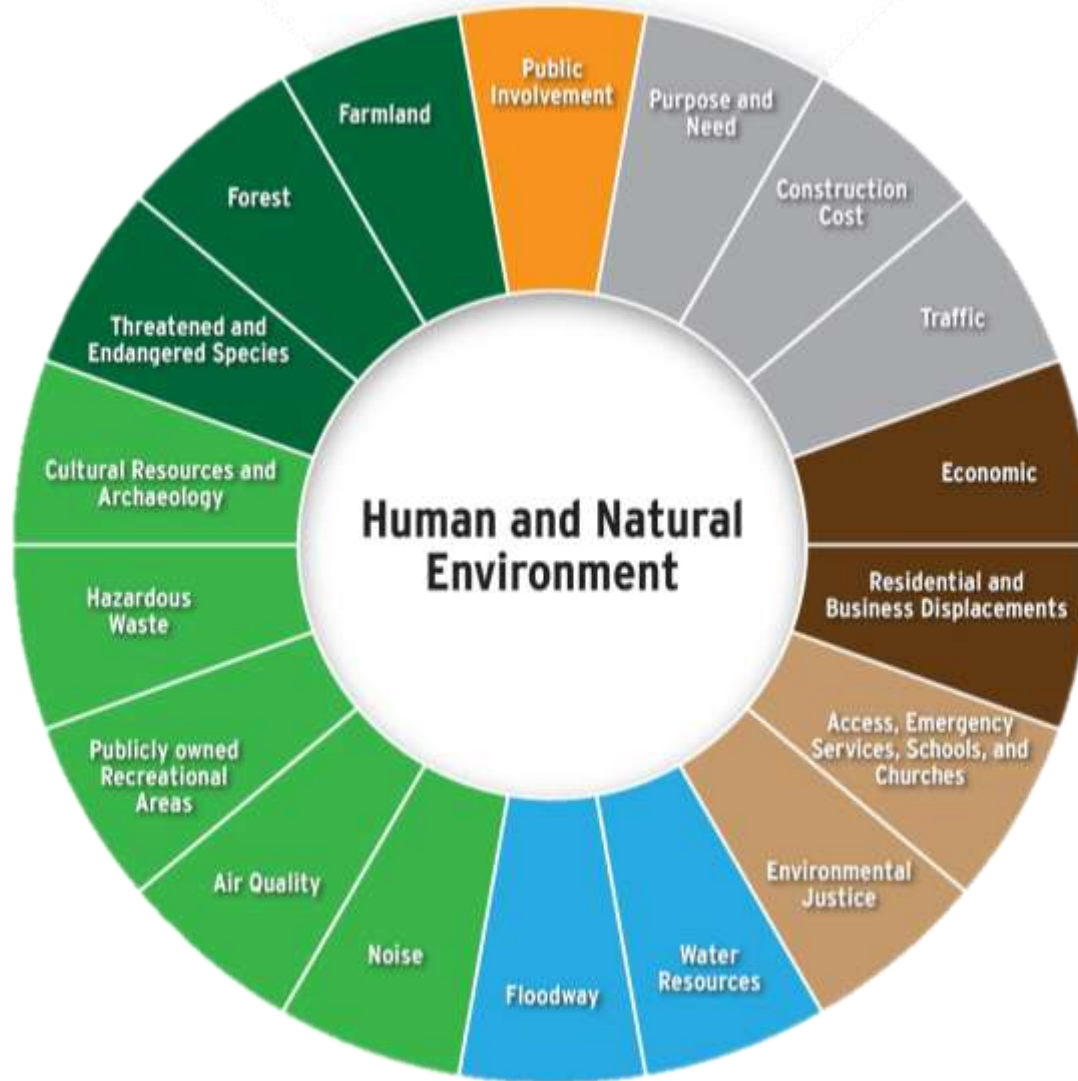 Public
Involvement
Purpose and
Need
Construction
Cost
Traffic
Economic
Residential and
Business Displacements
Access, Emergency
Services, Schools, and
Churches
Environmental
Justice
Water
Resources
Floodway
Noise
Air Quality
Publicly owned
Recreational
Areas
Hazardous
Waste
Cultural Resources and
Archaeology
Threatened and
Endangered Species
Forest
Farmland
Human and Natural
Environment